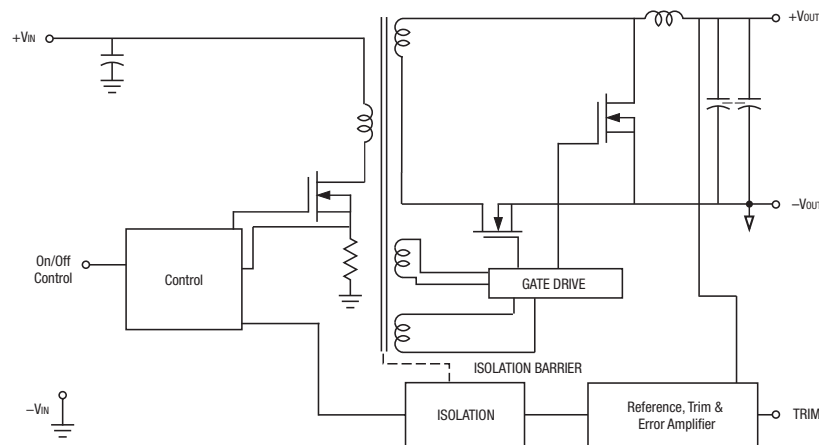 +VIN
+VOUT
−VOUT
On/Off
Control
Control
GATE DRIVE
ISOLATION BARRIER
−VIN
ISOLATION
Reference, Trim &
Error Amplifier
TRIM